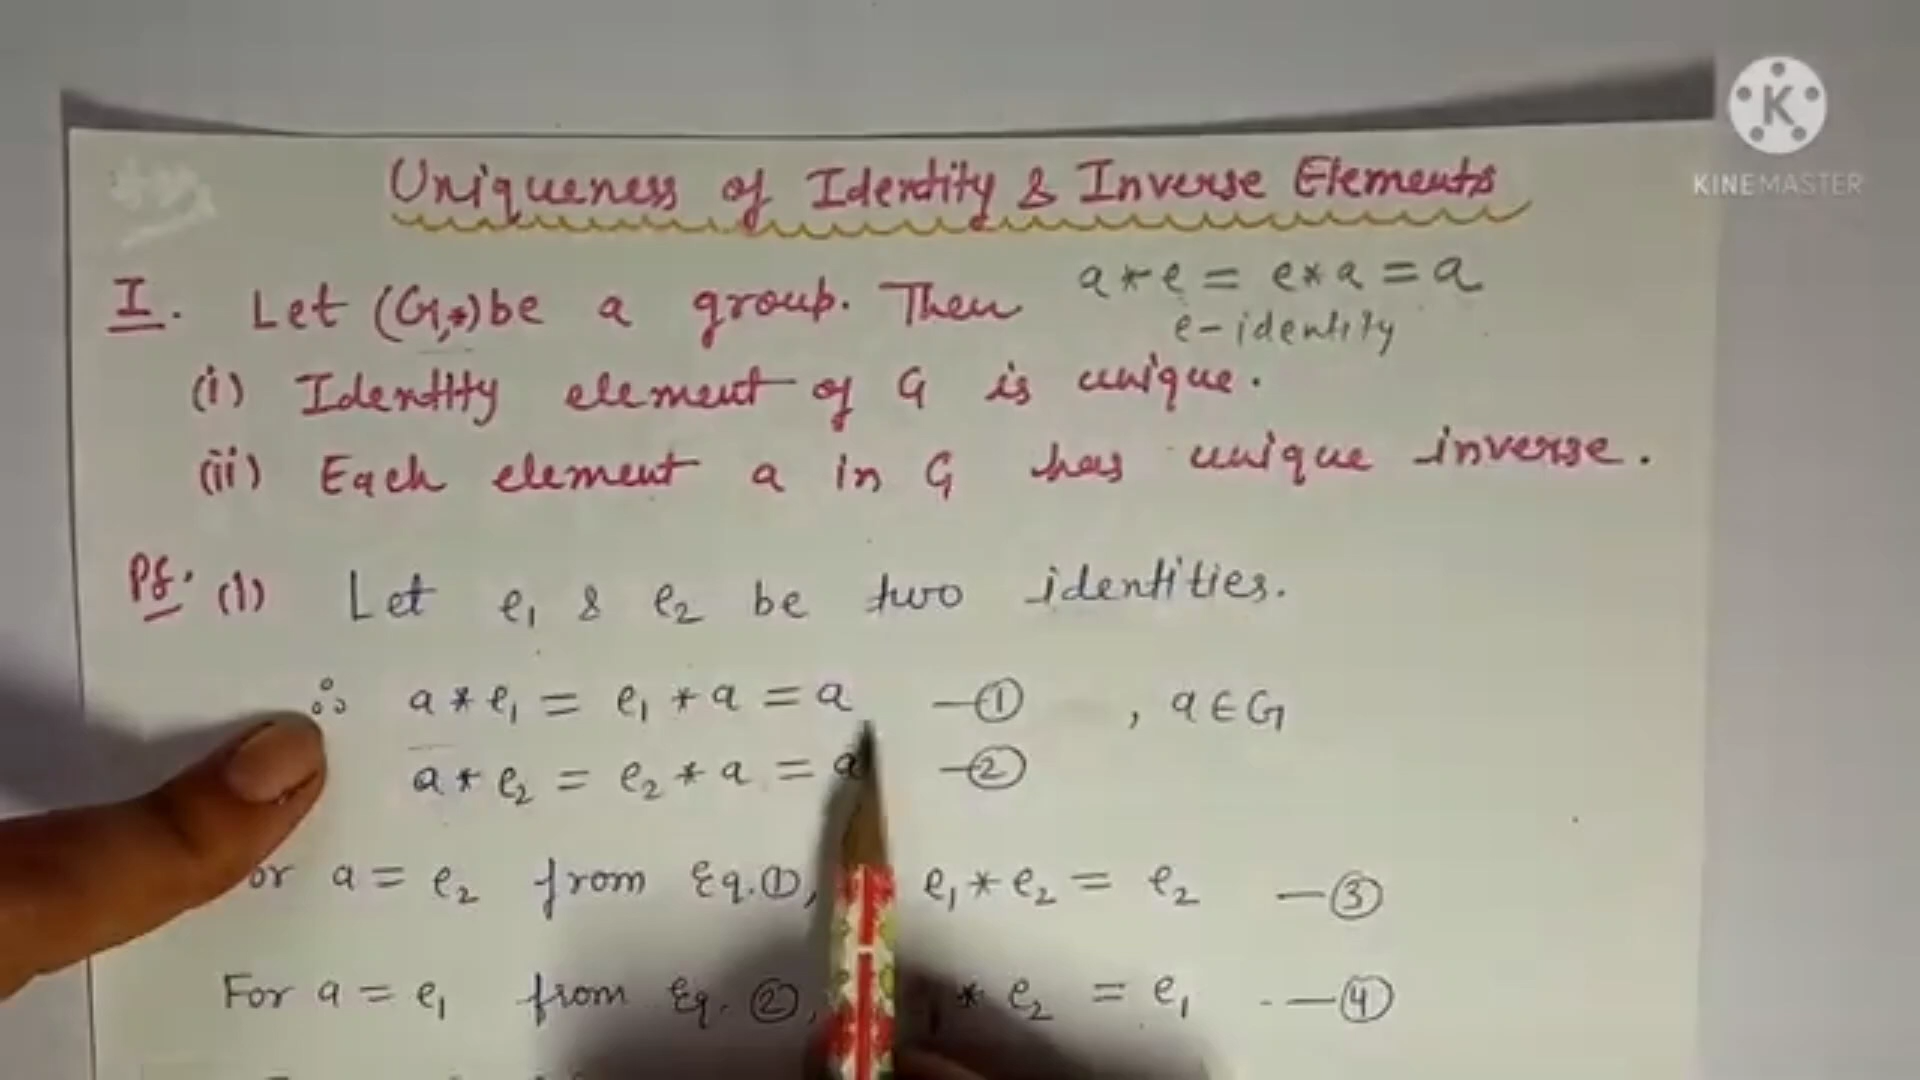 KINEMASTER
Uniqueness of Identity & Inverse Elements
I. Let (G,*) be a group. Then a * e = e * a = a
e - identity
(i) Identity element of G is unique.
(ii) Each element a in G has unique inverse.
Pf. (i) Let e₁ & e₂ be two identities.
∴ a * e₁ = e₁ * a = a —①, a ∈ G
a * e₂ = e₂ * a = a —②
or a = e₂ from Eq.①, e₁ * e₂ = e₂ —③
For a = e₁ from Eq. ②, * e₂ = e₁ —④